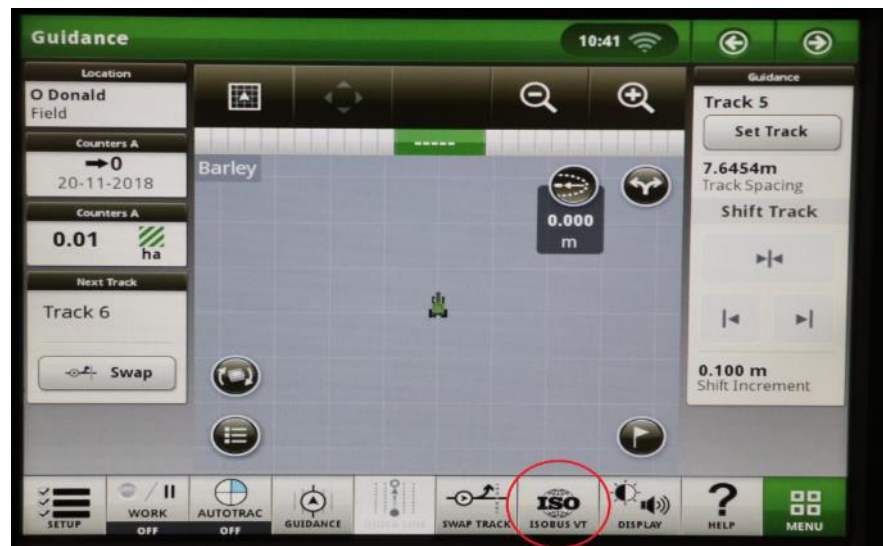 Guidance
10:41
Location
O Donald
Field
Counters A
0
20-11-2018
Counters A
0.01
ha
Next Track
Track 6
Swap
-----
Barley
0.000
m
Guidance
Track 5
Set Track
7.6454m
Track Spacing
Shift Track
0.100 m
Shift Increment
SETUP
WORK
OFF
AUTOTRAC
OFF
GUIDANCE
QUICK LINE
SWAP TRACK
ISO
ISOBUS VT
DISPLAY
?
HELP
MENU